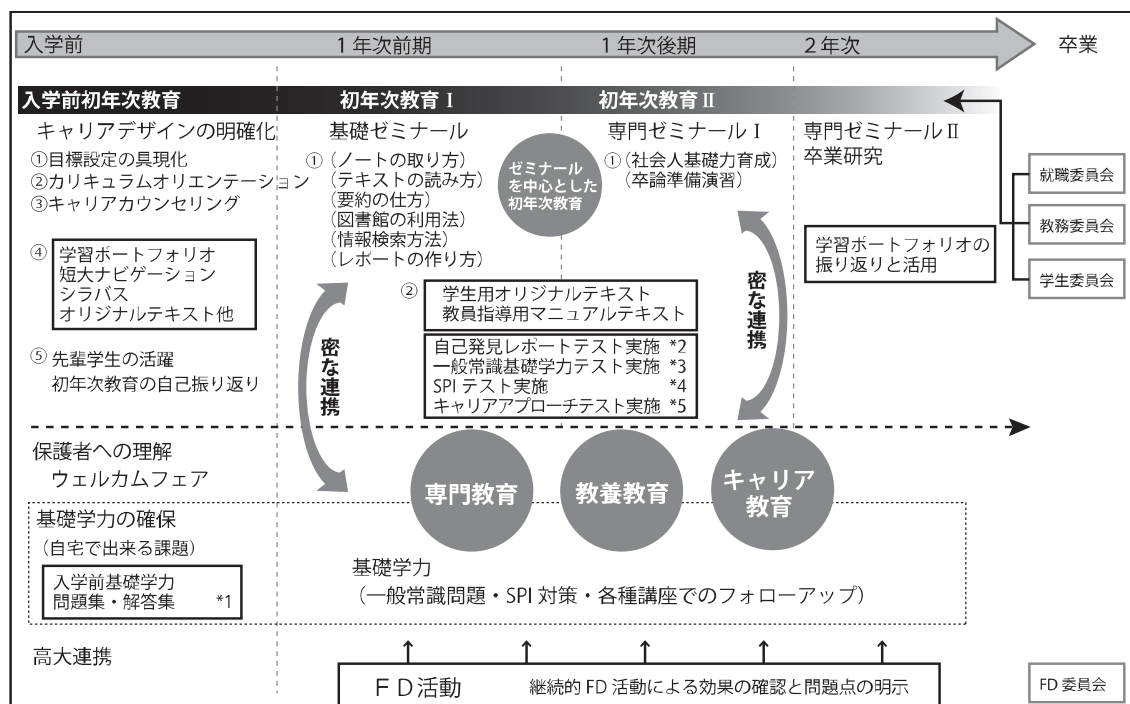 入学前
1年次前期
1年次後期
2年次
卒業
入学前初年次教育
初年次教育 I
初年次教育 II
キャリアデザインの明確化
①目標設定の具現化
②カリキュラムオリエンテーション
③キャリアカウンセリング
④
学習ポートフォリオ
短大ナビゲーション
シラバス
オリジナルテキスト他
⑤先輩学生の活躍
初年次教育の自己振り返り
基礎ゼミナール
①(ノートの取り方)
(テキストの読み方)
(要約の仕方)
(図書館の利用法)
(情報検索方法)
(レポートの作り方)
ゼミナール
を中心とした
初年次教育
専門ゼミナール I
①(社会人基礎力育成)
(卒論準備演習)
専門ゼミナール II
卒業研究
学習ポートフォリオの
振り返りと活用
就職委員会
教務委員会
学生委員会
②
学生用オリジナルテキスト
教員指導用マニュアルテキスト
自己発見レポートテスト実施 *2
一般常識基礎学力テスト実施 *3
SPI テスト実施 *4
キャリアアプローチテスト実施 *5
密な連携
密な連携
保護者への理解
ウェルカムフェア
専門教育
教養教育
キャリア
教育
基礎学力の確保
(自宅で出来る課題)
入学前基礎学力
問題集・解答集 *1
基礎学力
(一般常識問題・SPI 対策・各種講座でのフォローアップ)
高大連携
FD活動
継続的 FD 活動による効果の確認と問題点の明示
FD 委員会